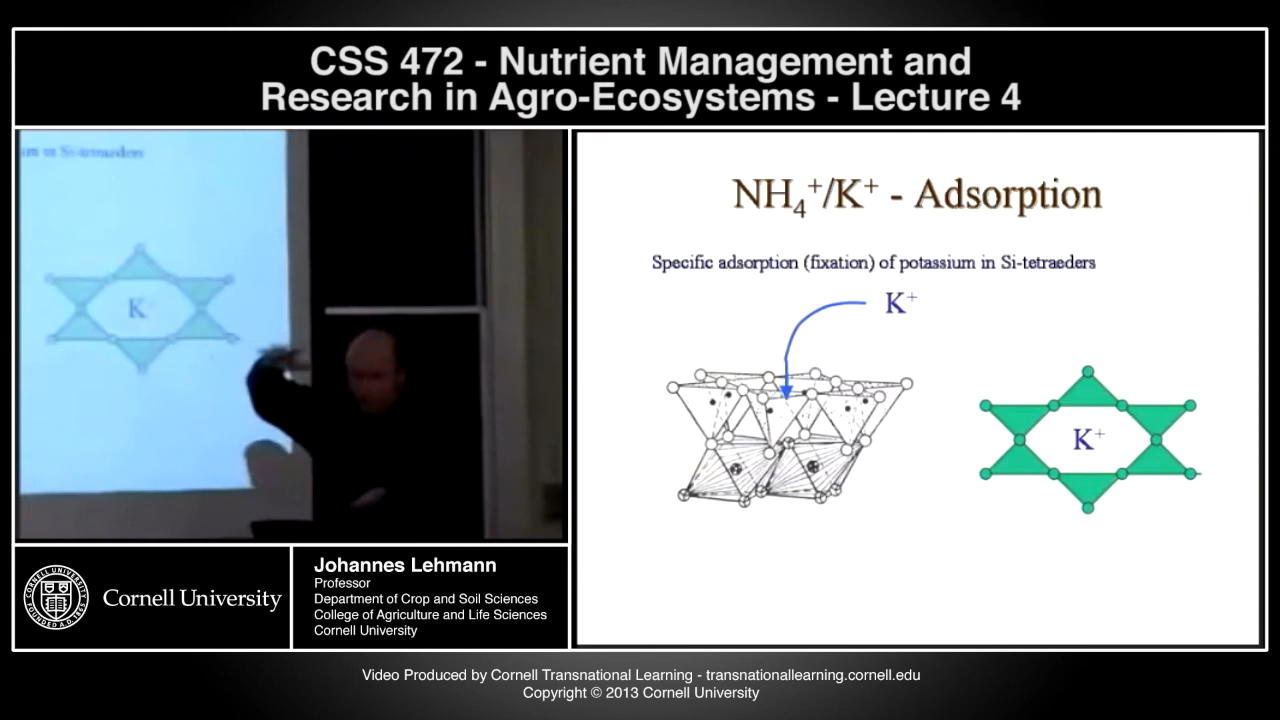 CSS 472 - Nutrient Management and
Research in Agro-Ecosystems - Lecture 4
Si-tetraeders
K
NH₄⁺/K⁺ - Adsorption
Specific adsorption (fixation) of potassium in Si-tetraeders
K⁺
K⁺
Cornell University
Johannes Lehmann
Professor
Department of Crop and Soil Sciences
College of Agriculture and Life Sciences
Cornell University
Video Produced by Cornell Transnational Learning - transnationallearning.cornell.edu
Copyright © 2013 Cornell University